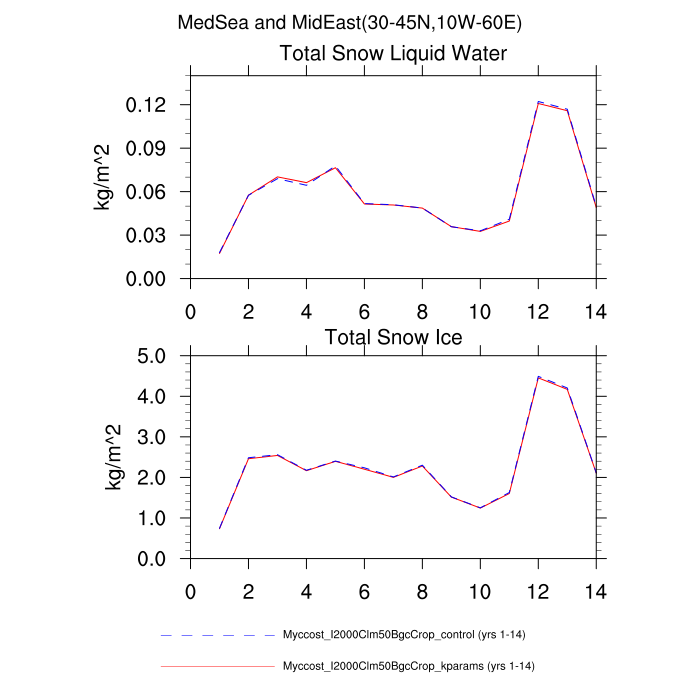 MedSea and MidEast(30-45N,10W-60E)
Total Snow Liquid Water
kg/m^2
0.12
0.09
0.06
0.03
0.00
0 2 4 6 8 10 12 14
Total Snow Ice
kg/m^2
5.0
4.0
3.0
2.0
1.0
0.0
0 2 4 6 8 10 12 14
Myccost_I2000Clm50BgcCrop_control (yrs 1-14)
Myccost_I2000Clm50BgcCrop_kparams (yrs 1-14)